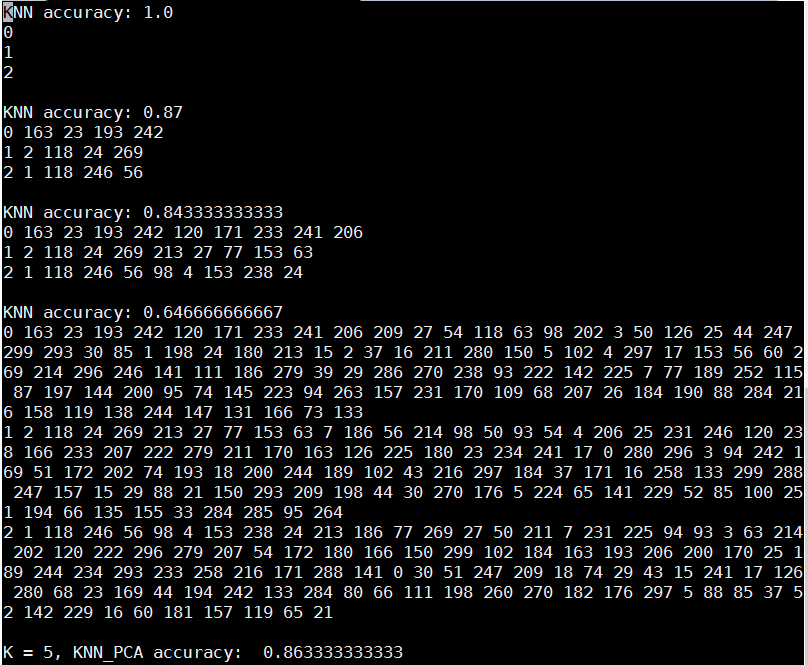 KNN accuracy: 1.0
0
1
2
KNN accuracy: 0.87
0 163 23 193 242
1 2 118 24 269
2 1 118 246 56
KNN accuracy: 0.843333333333
0 163 23 193 242 120 171 233 241 206
1 2 118 24 269 213 27 77 153 63
2 1 118 246 56 98 4 153 238 24
KNN accuracy: 0.646666666667
0 163 23 193 242 120 171 233 241 206 209 27 54 118 63 98 202 3 50 126 25 44 247
299 293 30 85 1 198 24 180 213 15 2 37 16 211 280 150 5 102 4 297 17 153 56 60 2
69 214 296 246 141 111 186 279 39 29 286 270 238 93 222 142 225 7 77 189 252 115
87 197 144 200 95 74 145 223 94 263 157 231 170 109 68 207 26 184 190 88 284 21
6 158 119 138 244 147 131 166 73 133
1 2 118 24 269 213 27 77 153 63 7 186 56 214 98 50 93 54 4 206 25 231 246 120 23
8 166 233 207 222 279 211 170 163 126 225 180 23 234 241 17 0 280 296 3 94 242 1
69 51 172 202 74 193 18 200 244 189 102 43 216 297 184 37 171 16 258 133 299 288
247 157 15 29 88 21 150 293 209 198 44 30 270 176 5 224 65 141 229 52 85 100 25
1 194 66 135 155 33 284 285 95 264
2 1 118 246 56 98 4 153 238 24 213 186 77 269 27 50 211 7 231 225 94 93 3 63 214
202 120 222 296 279 207 54 172 180 166 150 299 102 184 163 193 206 200 170 25 1
89 244 234 293 233 258 216 171 288 141 0 30 51 247 209 18 74 29 43 15 241 17 126
280 68 23 169 44 194 242 133 284 80 66 111 198 260 270 182 176 297 5 88 85 37 5
2 142 229 16 60 181 157 119 65 21
K = 5, KNN_PCA accuracy:  0.863333333333